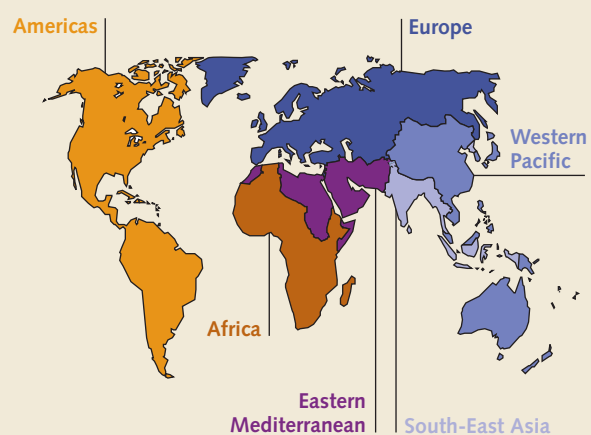 Americas
Europe
Western
Pacific
Africa
Eastern
Mediterranean
South-East Asia